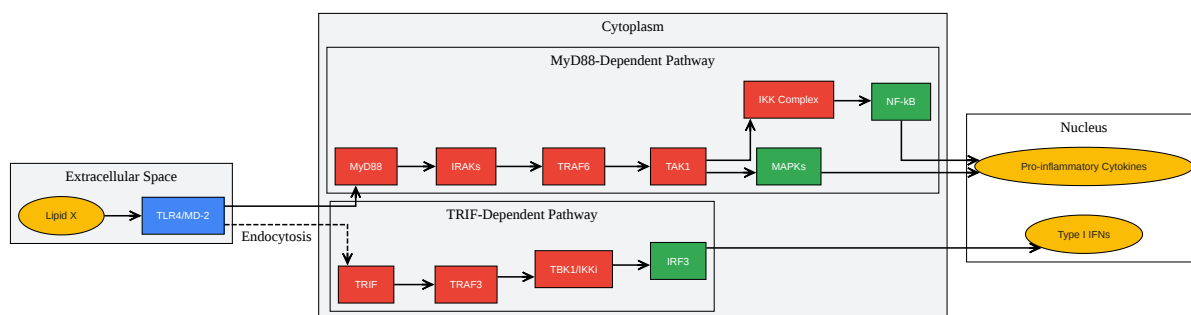 Cytoplasm
MyD88-Dependent Pathway
IKK Complex
NF-kB
Nucleus
MyD88
IRAKs
TRAF6
TAK1
MAPKs
Pro-inflammatory Cytokines
Extracellular Space
Lipid X
TLR4/MD-2
Endocytosis
TRIF-Dependent Pathway
Type I IFNs
TRIF
TRAF3
TBK1/IKKi
IRF3